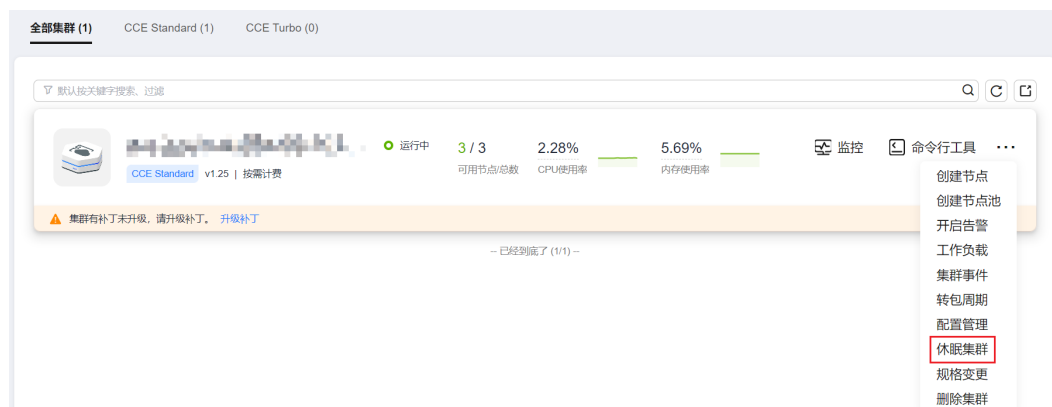 全部集群 (1) CCE Standard (1) CCE Turbo (0)
默认按关键字搜索、过滤
运行中 3 / 3 2.28% 5.69% 监控 命令行工具 ...
CCE Standard v1.25 | 按需计费 可用节点/总数 CPU使用率 内存使用率
集群有补丁未升级，请升级补丁。 升级补丁
-- 已经到底了 (1/1) --
创建节点
创建节点池
开启告警
工作负载
集群事件
转包周期
配置管理
休眠集群
规格变更
删除集群